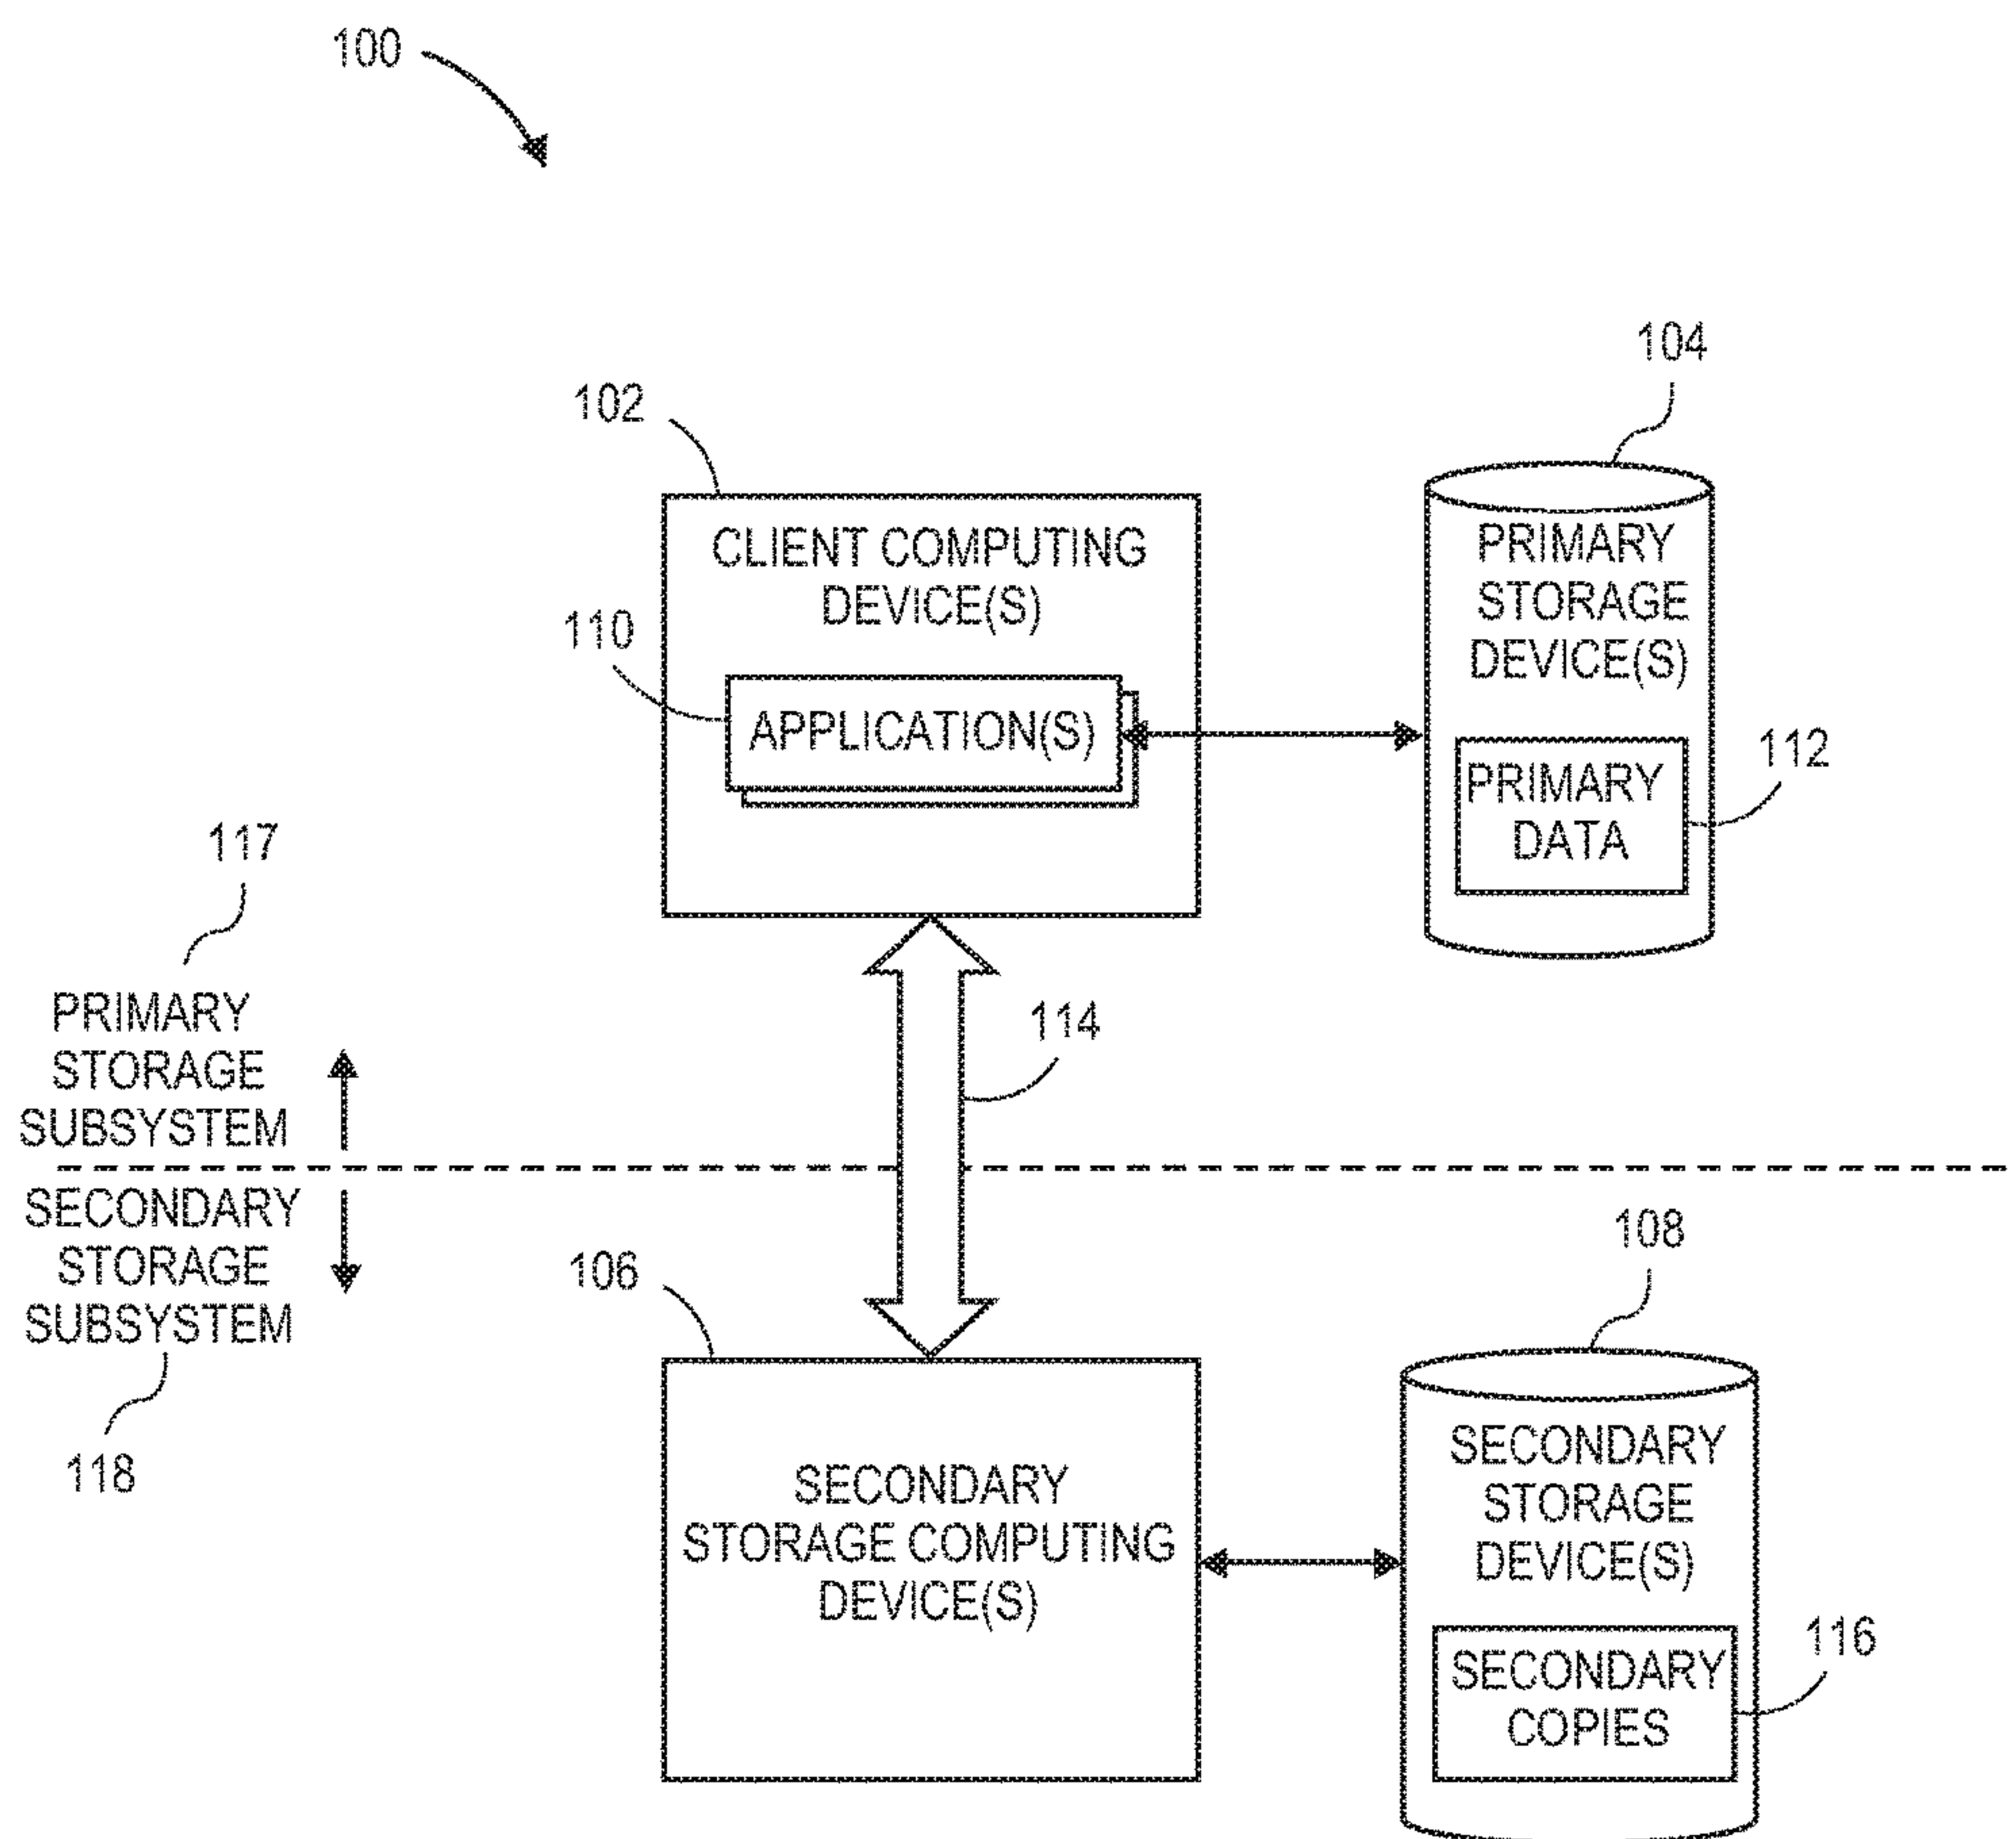 100
104
102
CLIENT COMPUTING
DEVICE(S)
PRIMARY
STORAGE
DEVICE(S)
110
APPLICATION(S)
112
PRIMARY
DATA
117
PRIMARY
STORAGE
SUBSYSTEM
114
SECONDARY
STORAGE
SUBSYSTEM
118
108
106
SECONDARY
STORAGE COMPUTING
DEVICE(S)
SECONDARY
STORAGE
DEVICE(S)
116
SECONDARY
COPIES